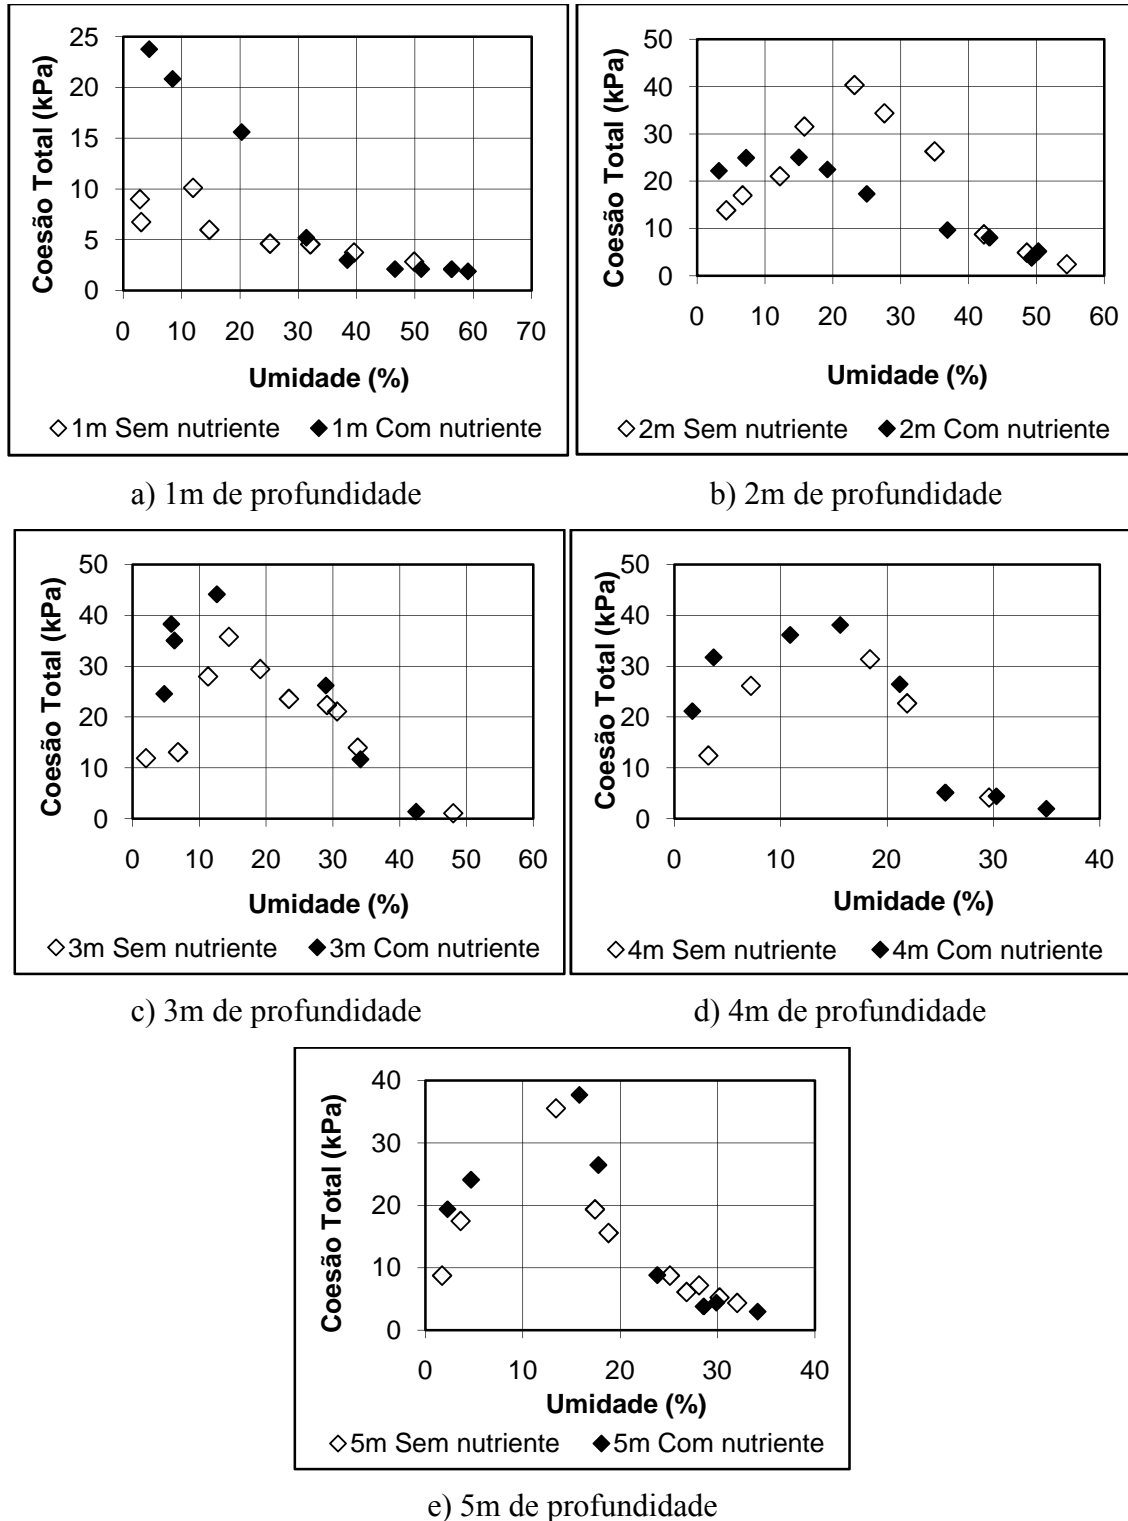 Coesão Total (kPa)
25
20
15
10
5
0
0 10 20 30 40 50 60 70
Umidade (%)
1m Sem nutriente 1m Com nutriente
a) 1m de profundidade
Coesão Total (kPa)
50
40
30
20
10
0
0 10 20 30 40 50 60
Umidade (%)
2m Sem nutriente 2m Com nutriente
b) 2m de profundidade
Coesão Total (kPa)
50
40
30
20
10
0
0 10 20 30 40 50 60
Umidade (%)
3m Sem nutriente 3m Com nutriente
c) 3m de profundidade
Coesão Total (kPa)
50
40
30
20
10
0
0 10 20 30 40
Umidade (%)
4m Sem nutriente 4m Com nutriente
d) 4m de profundidade
Coesão Total (kPa)
40
30
20
10
0
0 10 20 30 40
Umidade (%)
5m Sem nutriente 5m Com nutriente
e) 5m de profundidade